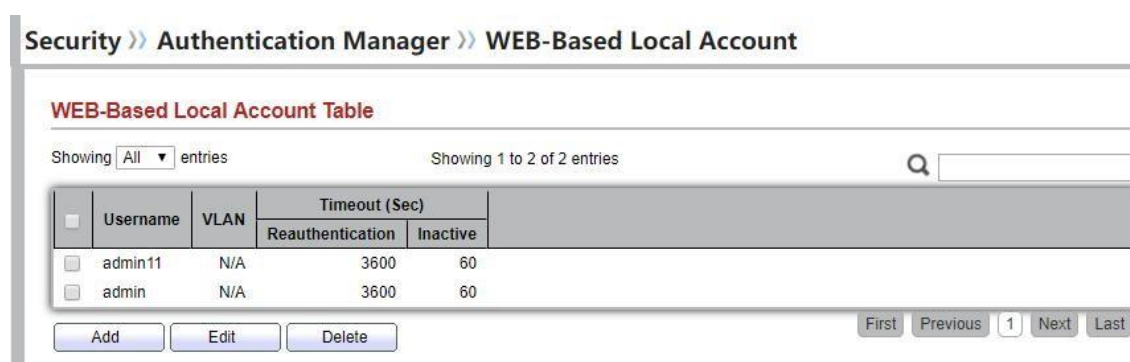 Security 》 Authentication Manager 》 WEB-Based Local Account
WEB-Based Local Account Table
Showing All ▼ entries Showing 1 to 2 of 2 entries
Username VLAN Timeout (Sec)
Reauthentication Inactive
admin11 N/A 3600 60
admin N/A 3600 60
Add Edit Delete First Previous 1 Next Last